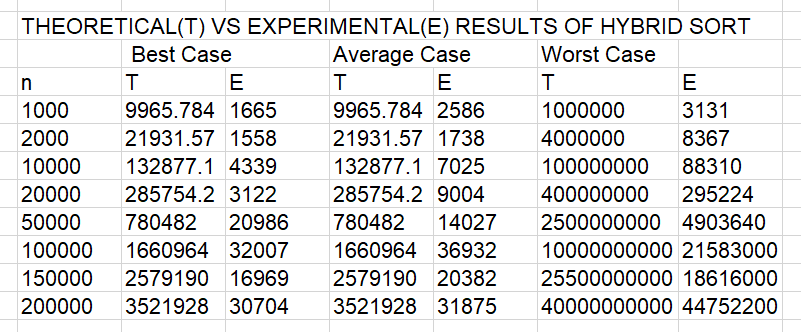 THEORETICAL(T) VS EXPERIMENTAL(E) RESULTS OF HYBRID SORT
Best Case Average Case Worst Case
n T E T E T E
1000 9965.784 1665 9965.784 2586 1000000 3131
2000 21931.57 1558 21931.57 1738 4000000 8367
10000 132877.1 4339 132877.1 7025 100000000 88310
20000 285754.2 3122 285754.2 9004 400000000 295224
50000 780482 20986 780482 14027 2500000000 4903640
100000 1660964 32007 1660964 36932 10000000000 21583000
150000 2579190 16969 2579190 20382 25500000000 18616000
200000 3521928 30704 3521928 31875 40000000000 44752200